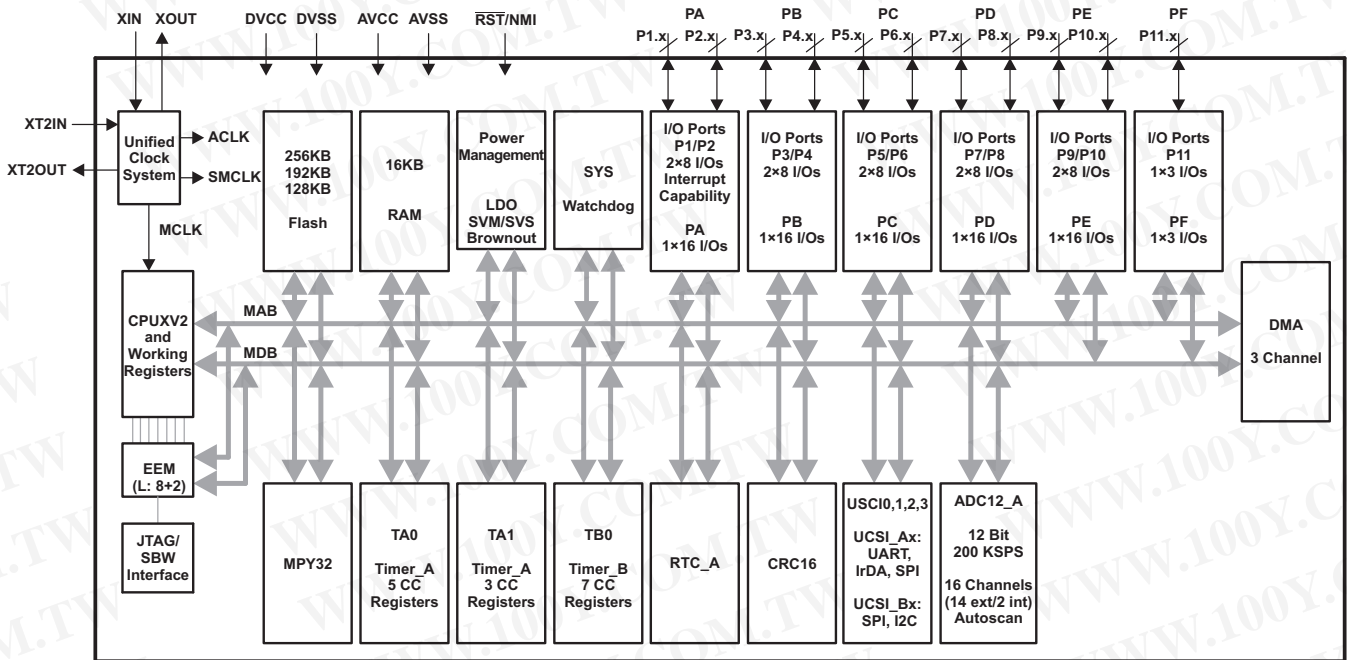 XIN
XOUT
DVCC
DVSS
AVCC
AVSS
RST/NMI
PA
PB
PC
PD
PE
PF
P1.x
P2.x
P3.x
P4.x
P5.x
P6.x
P7.x
P8.x
P9.x
P10.x
P11.x
XT2IN
XT2OUT
Unified
Clock
System
ACLK
SMCLK
MCLK
256KB
192KB
128KB
Flash
16KB
RAM
Power
Management
LDO
SVM/SVS
Brownout
SYS
Watchdog
I/O Ports
P1/P2
2×8 I/Os
Interrupt
Capability
PA
1×16 I/Os
I/O Ports
P3/P4
2×8 I/Os
PB
1×16 I/Os
I/O Ports
P5/P6
2×8 I/Os
PC
1×16 I/Os
I/O Ports
P7/P8
2×8 I/Os
PD
1×16 I/Os
I/O Ports
P9/P10
2×8 I/Os
PE
1×16 I/Os
I/O Ports
P11
1×3 I/Os
PF
1×3 I/Os
CPUXV2
and
Working
Registers
MAB
MDB
DMA
3 Channel
EEM
(L: 8+2)
JTAG/
SBW
Interface
MPY32
TA0
Timer_A
5 CC
Registers
TA1
Timer_A
3 CC
Registers
TB0
Timer_B
7 CC
Registers
RTC_A
CRC16
USCI0,1,2,3
UCSI_Ax:
UART,
IrDA, SPI
UCSI_Bx:
SPI, I2C
ADC12_A
12 Bit
200 KSPS
16 Channels
(14 ext/2 int)
Autoscan
WWW.100Y.COM.TW